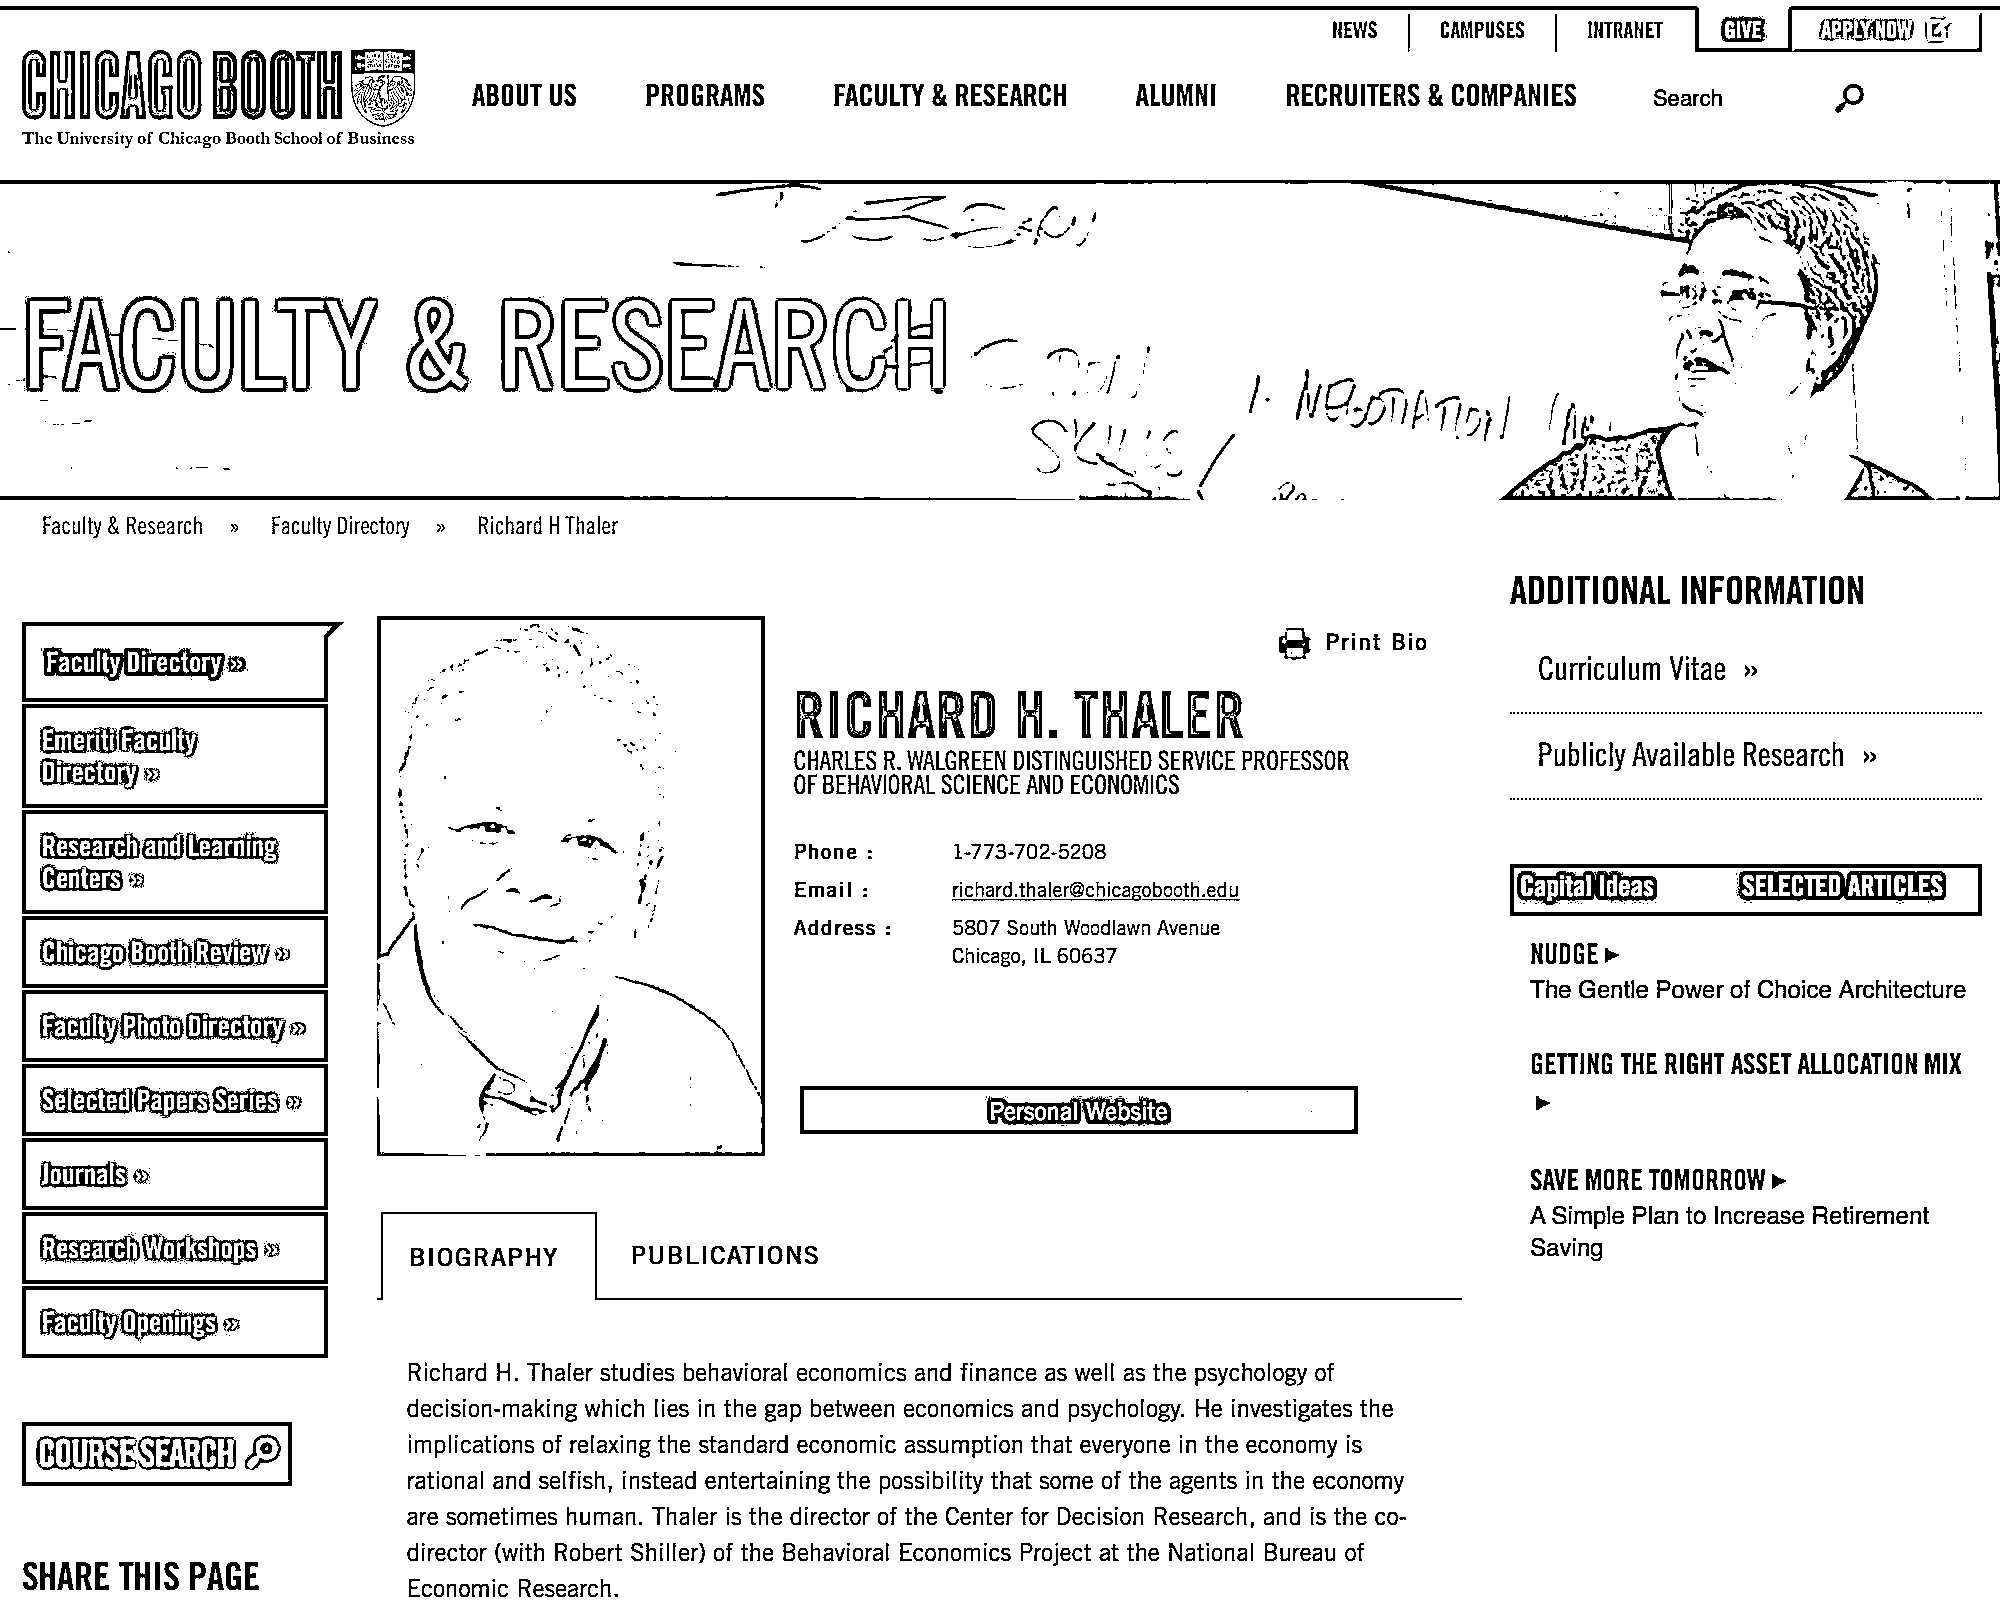 NEWS
CAMPUSES
INTRANET
GIVE
APPLY NOW
CHICAGO BOOTH
The University of Chicago Booth School of Business
ABOUT US
PROGRAMS
FACULTY & RESEARCH
ALUMNI
RECRUITERS & COMPANIES
Search
FACULTY & RESEARCH
SKILLS
1. NEGOTIATION
Faculty & Research » Faculty Directory » Richard H Thaler
Faculty Directory »
Emeriti Faculty
Directory »
Research and Learning
Centers »
Chicago Booth Review »
Faculty Photo Directory »
Selected Papers Series »
Journals »
Research Workshops »
Faculty Openings »
COURSE SEARCH
SHARE THIS PAGE
Print Bio
RICHARD H. THALER
CHARLES R. WALGREEN DISTINGUISHED SERVICE PROFESSOR
OF BEHAVIORAL SCIENCE AND ECONOMICS
Phone : 1-773-702-5208
Email : richard.thaler@chicagobooth.edu
Address : 5807 South Woodlawn Avenue
Chicago, IL 60637
Personal Website
BIOGRAPHY
PUBLICATIONS
Richard H. Thaler studies behavioral economics and finance as well as the psychology of
decision-making which lies in the gap between economics and psychology. He investigates the
implications of relaxing the standard economic assumption that everyone in the economy is
rational and selfish, instead entertaining the possibility that some of the agents in the economy
are sometimes human. Thaler is the director of the Center for Decision Research, and is the co-
director (with Robert Shiller) of the Behavioral Economics Project at the National Bureau of
Economic Research.
ADDITIONAL INFORMATION
Curriculum Vitae »
Publicly Available Research »
Capital Ideas SELECTED ARTICLES
NUDGE ►
The Gentle Power of Choice Architecture
GETTING THE RIGHT ASSET ALLOCATION MIX
►
SAVE MORE TOMORROW ►
A Simple Plan to Increase Retirement
Saving